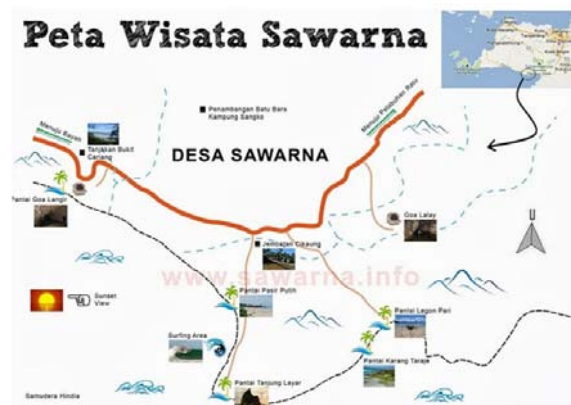 Peta Wisata Sawarna
Menuju Bayah
Penambangan Batu Bara
Kampung Sangko
Menuju Pelabuhan Ratu
Tanjakan Bukit
Cariang
DESA SAWARNA
Pantai Goa Langir
Goa Lalay
U
Jembatan Cikaung
www.sawarna.info
Sunset
View
Pantai Pasir Putih
Pantai Legon Pari
Surfing Area
Pantai Karang Taraje
Pantai Tanjung Layar
Samudera Hindia